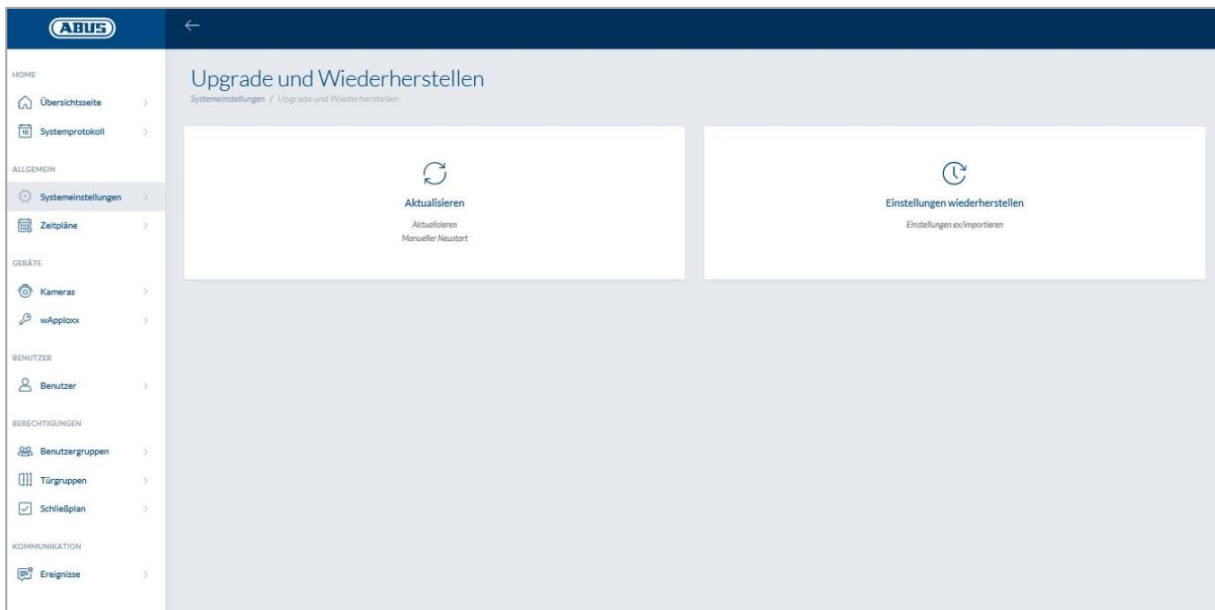 ABUS
HOME
Übersichtsseite
Systemprotokoll
ALLGEMEIN
Systemeinstellungen
Zeitpläne
GERÄTE
Kameras
wApploxx
BENUTZER
Benutzer
BERECHTIGUNGEN
Benutzergruppen
Türgruppen
Schließplan
KOMMUNIKATION
Ereignisse
Upgrade und Wiederherstellen
Systemeinstellungen / Upgrade und Wiederherstellen
Aktualisieren
Aktualisieren
Manueller Neustart
Einstellungen wiederherstellen
Einstellungen ex/importieren